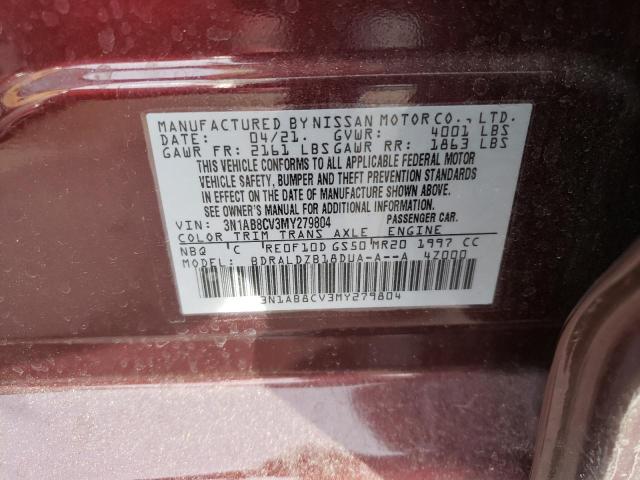 MANUFACTURED BY NISSAN MOTOR CO., LTD.
DATE: 04/21. GVWR: 4001 LBS
GAWR FR: 2161 LBS GAWR RR: 1863 LBS
THIS VEHICLE CONFORMS TO ALL APPLICABLE FEDERAL MOTOR
VEHICLE SAFETY, BUMPER AND THEFT PREVENTION STANDARDS
IN EFFECT ON THE DATE OF MANUFACTURE SHOWN ABOVE.
SEE OWNER'S MANUAL FOR ADDITIONAL INFORMATION.
VIN: 3N1AB8CV3MY279804 PASSENGER CAR.
COLOR TRIM TRANS AXLE ENGINE
NBQ C RE0F10D GS50 MR20 1997 CC
MODEL: BDRALDZB18DUA-A--A 4Z000
3N1AB8CV3MY279804